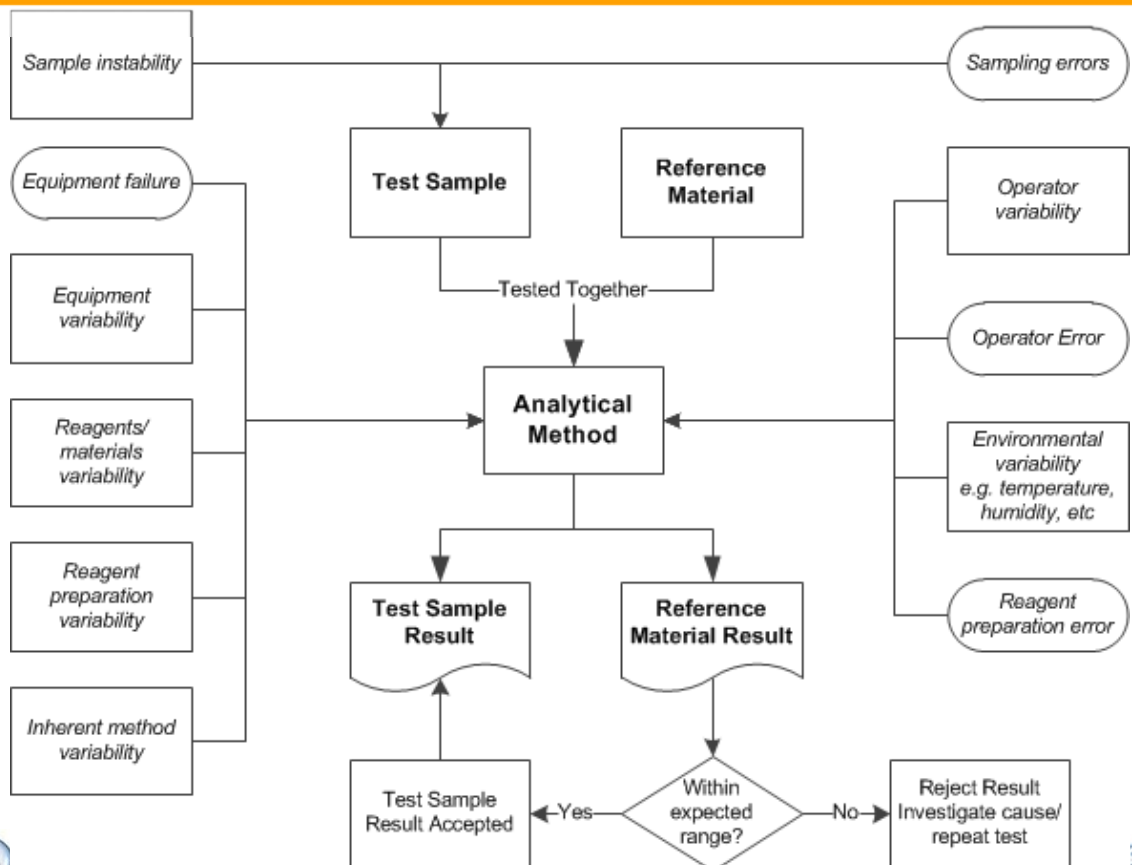 Sample instability
Sampling errors
Test Sample
Reference
Material
Equipment failure
Operator
variability
Tested Together
Equipment
variability
Operator Error
Analytical
Method
Reagents/
materials
variability
Environmental
variability
e.g. temperature,
humidity, etc
Reagent
preparation
variability
Test Sample
Result
Reference
Material Result
Reagent
preparation error
Inherent method
variability
Test Sample
Result Accepted
Yes
Within
expected
range?
No
Reject Result
Investigate cause/
repeat test